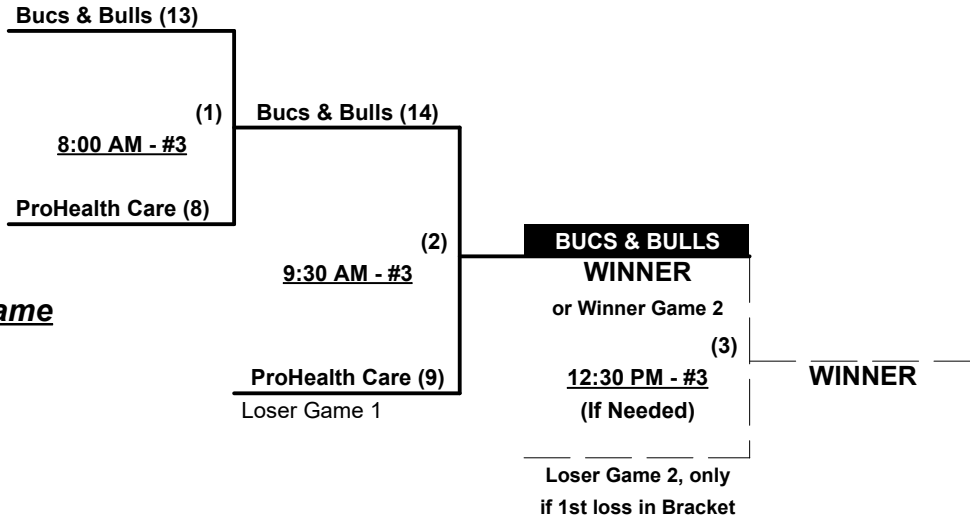 Bucs & Bulls (13)
(1)
Bucs & Bulls (14)
8:00 AM - #3
ProHealth Care (8)
(2)
BUCS & BULLS
9:30 AM - #3
WINNER
or Winner Game 2
ame
(3)
ProHealth Care (9)
12:30 PM - #3
WINNER
Loser Game 1
(If Needed)
Loser Game 2, only
if 1st loss in Bracket